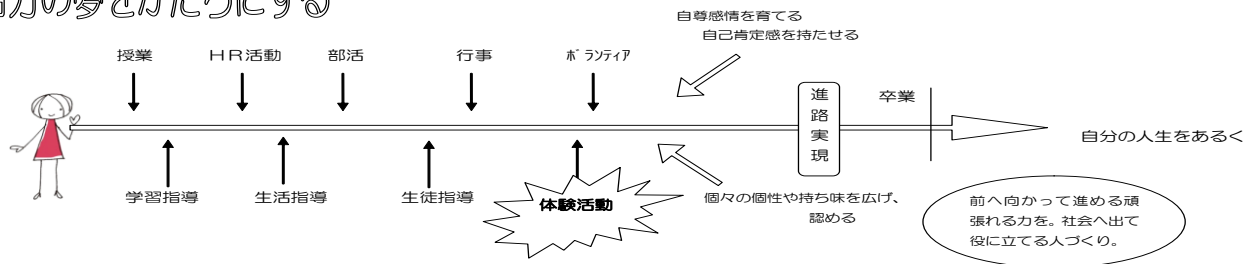 の夢をかたちにする
自尊感情を育てる
自己肯定感を持たせる
授業
ＨＲ活動
部活
行事
ﾎﾞﾗﾝﾃｨｱ
進路実現
卒業
自分の人生をあるく
学習指導
生活指導
生徒指導
体験活動
個々の個性や持ち味を広げ、
認める
前へ向かって進める頑
張れる力を。社会へ出て
役に立てる人づくり。